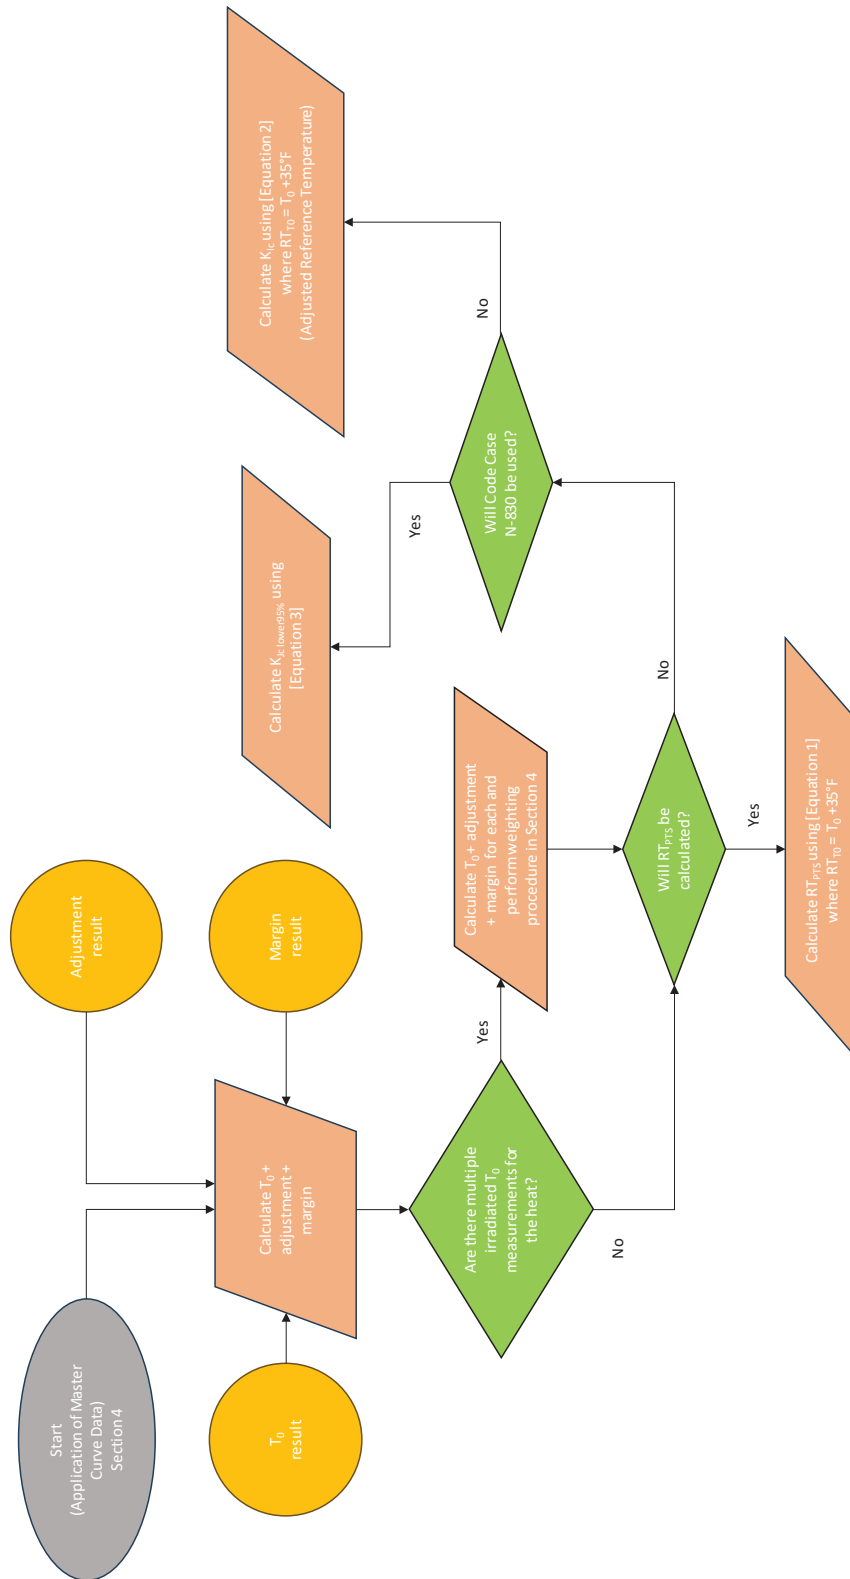 Start
(Application of Master
Curve Data)
Section 4
Adjustment
result
T0
result
Margin
result
Calculate T0 +
adjustment +
margin
Are there multiple
irradiated T0
measurements for
the heat?
Yes
No
Calculate T0 + adjustment
+ margin for each and
perform weighting
procedure in Section 4
Will RTPTS be
calculated?
Yes
No
Calculate RTPTS using [Equation 1]
where RTT0 = T0 +35°F
Will Code Case
N-830 be used?
Yes
No
Calculate KJc lower95% using
[Equation 3]
Calculate KIc using [Equation 2]
where RTT0 = T0 +35°F
(Adjusted Reference Temperature)